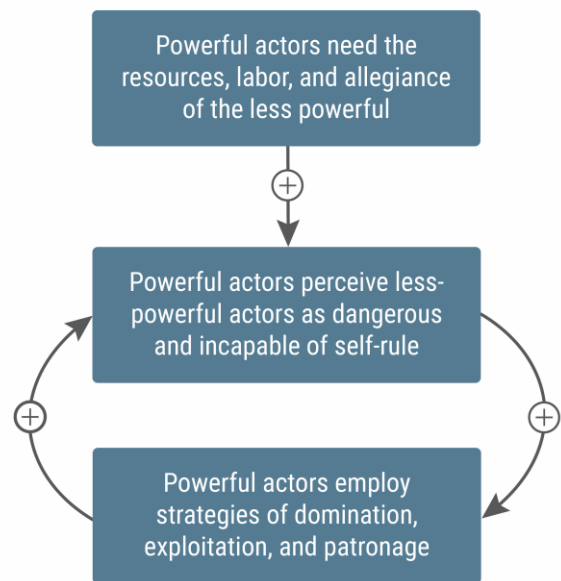 Powerful actors need the
resources, labor, and allegiance
of the less powerful
+
Powerful actors perceive less-
powerful actors as dangerous
and incapable of self-rule
+
+
Powerful actors employ
strategies of domination,
exploitation, and patronage